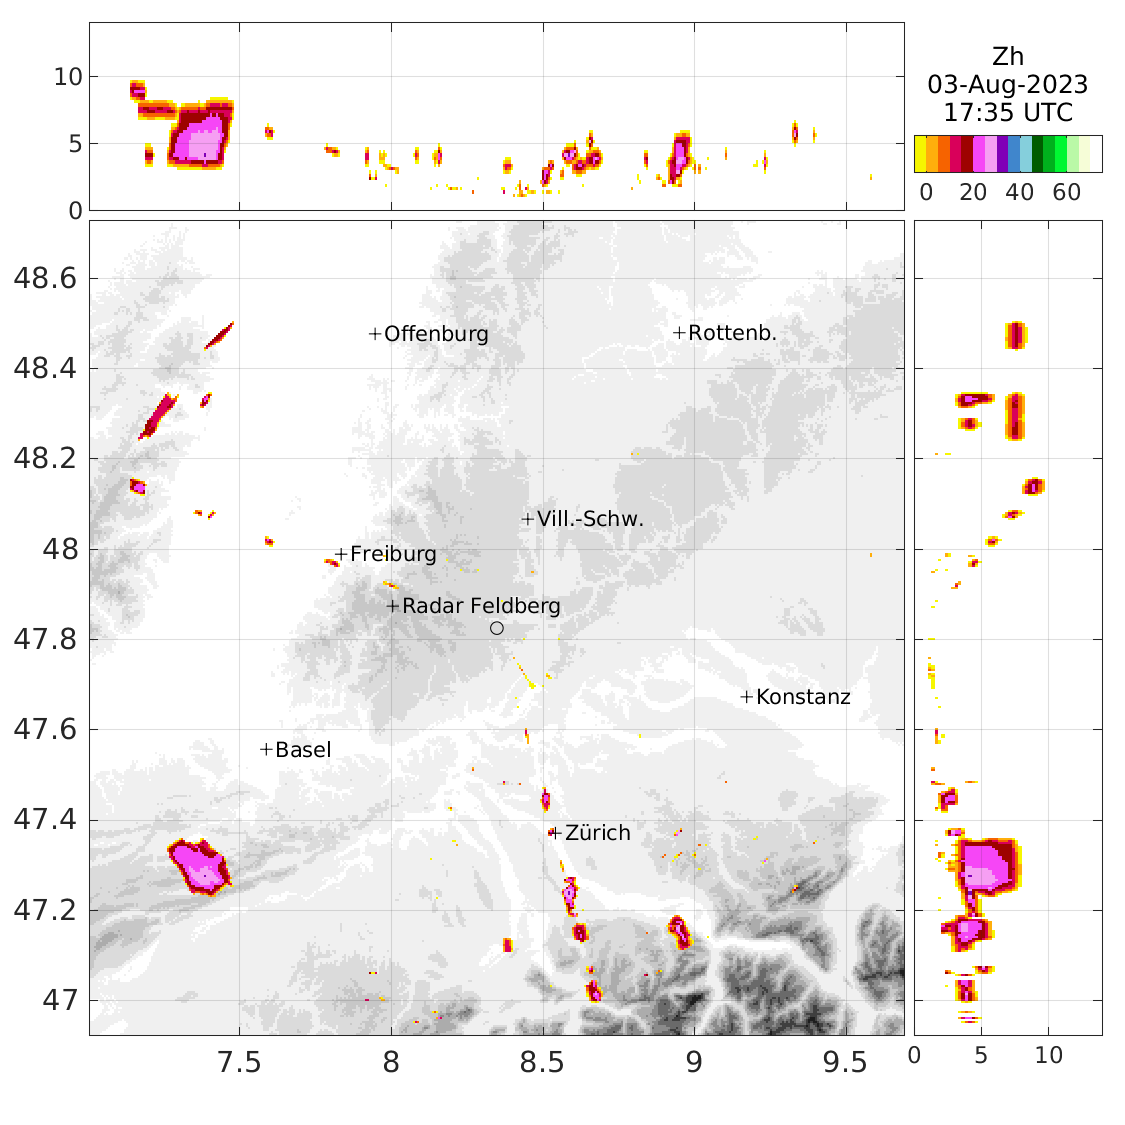 10
5
0
Zh
03-Aug-2023
17:35 UTC
0 20 40 60
48.6
48.4
48.2
48
47.8
47.6
47.4
47.2
47
Offenburg
Rottenb.
Vill.-Schw.
Freiburg
Radar Feldberg
Konstanz
Basel
Zürich
7.5 8 8.5 9 9.5
0 5 10